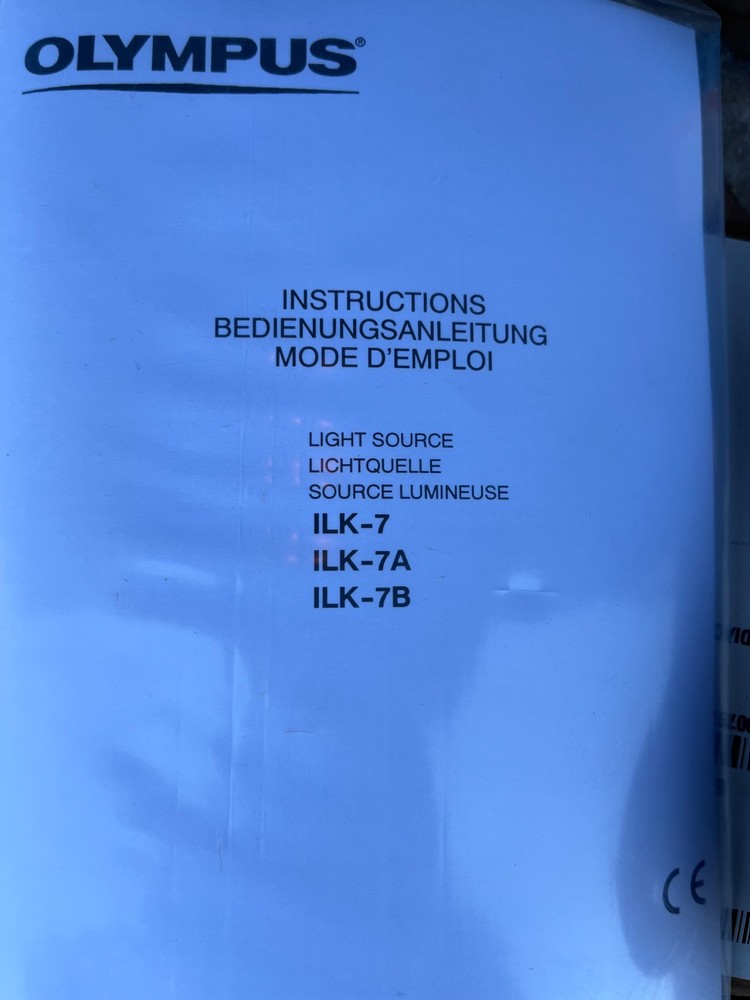 OLYMPUS®
INSTRUCTIONS
BEDIENUNGSANLEITUNG
MODE D'EMPLOI
LIGHT SOURCE
LICHTQUELLE
SOURCE LUMINEUSE
ILK-7
ILK-7A
ILK-7B
CE